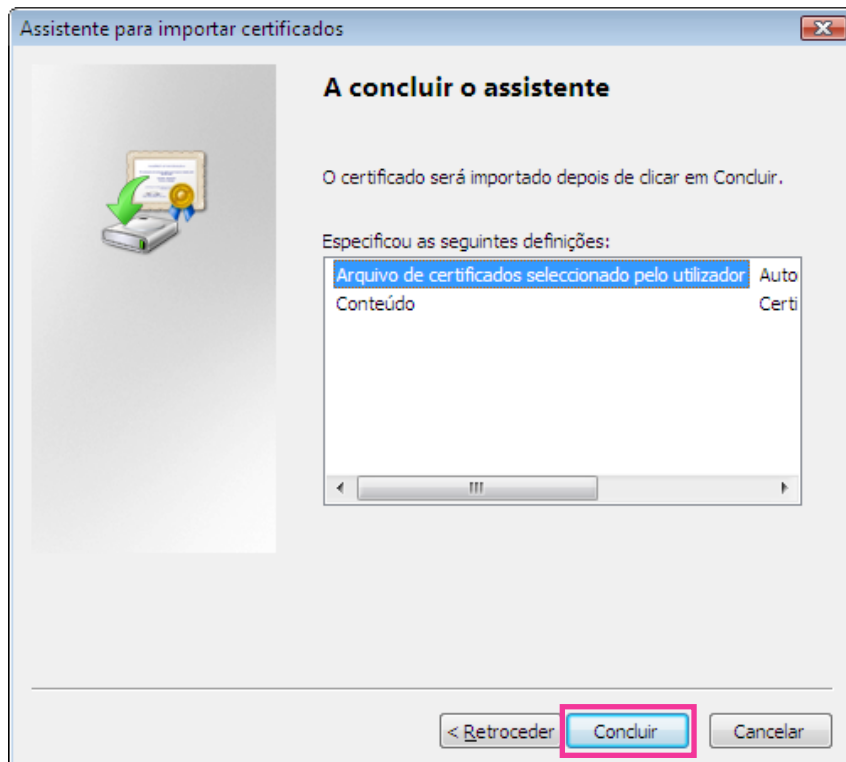 Assistente para importar certificados
A concluir o assistente
O certificado será importado depois de clicar em Concluir.
Especificou as seguintes definições:
Arquivo de certificados seleccionado pelo utilizador Auto
Conteúdo Certi
< Retroceder Concluir Cancelar